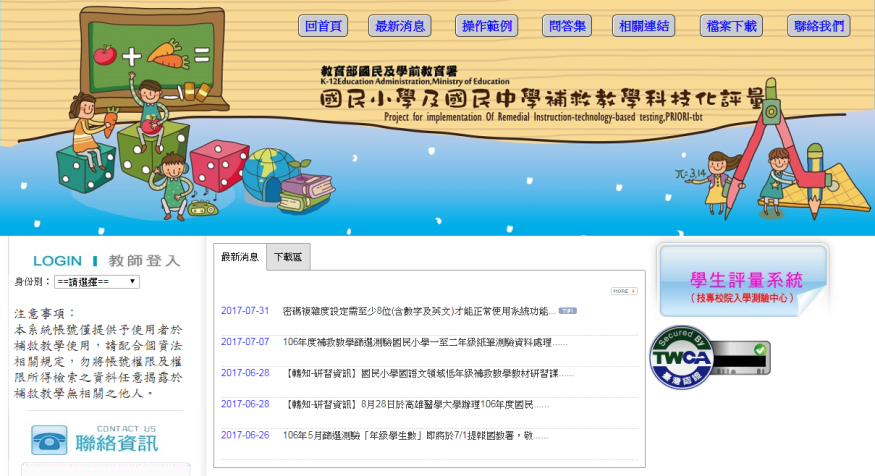 回首頁 最新消息 操作範例 問答集 相關連結 檔案下載 聯絡我們
教育部國民及學前教育署
K-12Education Administration,Ministry of Education
國民小學及國民中學補救教學科技化評量
Project for implementation Of Remedial Instruction-technology-based testing,PRIORI-tbt
π=3.14
LOGIN 教師登入
身份別： ==請選擇==
注意事項：
本系統帳號僅提供予使用者於
補救教學使用，請配合個資法
相關規定，勿將帳號權限及權
限所得檢索之資料任意揭露於
補救教學無相關之他人。
CONTACT US
聯絡資訊
最新消息 下載區
MORE
2017-07-31 密碼複雜度設定需至少8位(含數字及英文)才能正常使用系統功能... TOP!
2017-07-07 106年度補救教學篩選測驗國民小學一至二年級紙筆測驗資料處理......
2017-06-28 【轉知-研習資訊】國民小學國語文領域低年級補救教學教材研習課......
2017-06-28 【轉知-研習資訊】8月28日於高雄醫學大學辦理106年度國民......
2017-06-26 106年5月篩選測驗「年級學生數」即將於7/1提報國教署，敬......
學生評量系統
(技專校院入學測驗中心)
Secured By
TWCA
臺灣認證